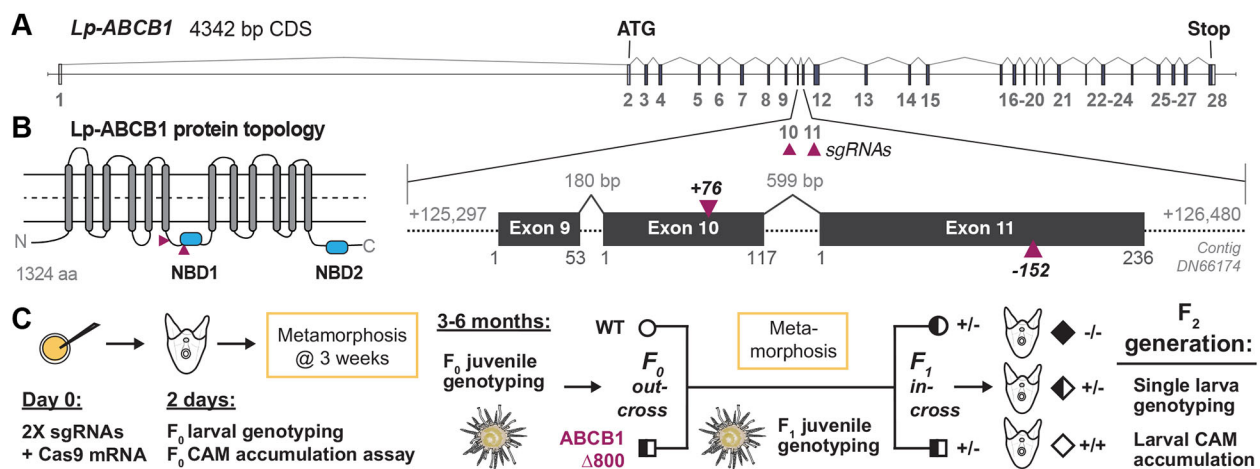 A
Lp-ABCB1 4342 bp CDS
ATG
Stop
1
2 3 4 5 6 7 8 9 12 13 14 15 16-20 21 22-24 25-27 28
10 11
sgRNAs
B
Lp-ABCB1 protein topology
N
C
1324 aa
NBD1
NBD2
180 bp
599 bp
+76
+125,297
+126,480
Exon 9
Exon 10
Exon 11
1 53 1 117 1 236
-152
Contig
DN66174
C
Day 0:
2X sgRNAs
+ Cas9 mRNA
2 days:
F0 larval genotyping
F0 CAM accumulation assay
Metamorphosis
@ 3 weeks
3-6 months:
F0 juvenile
genotyping
WT
F0
out-
cross
ABCB1
Δ800
Meta-
morphosis
F1 juvenile
genotyping
+/-
F1
in-
cross
+/-
-/-
+/-
+/+
F2
generation:
Single larva
genotyping
Larval CAM
accumulation